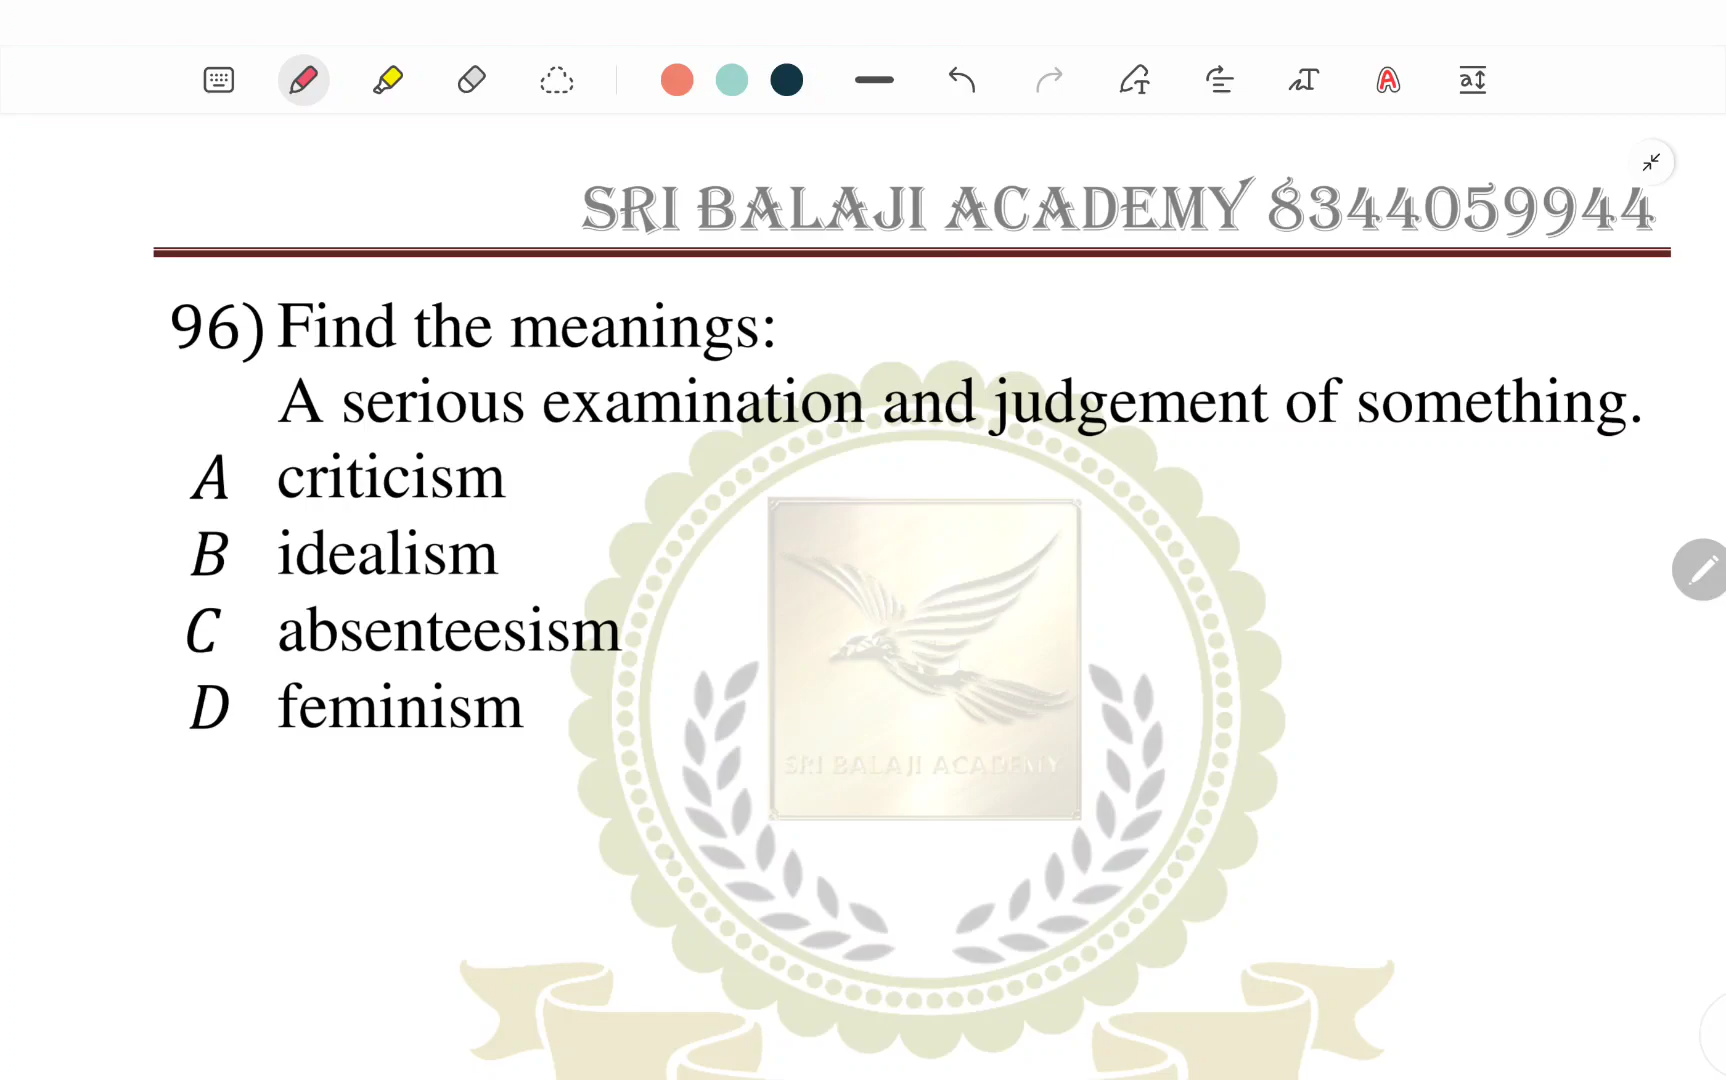 SRI BALAJI ACADEMY 8344059944
96) Find the meanings:
A serious examination and judgement of something.
A criticism
B idealism
C absenteesism
D feminism
SRI BALAJI ACADEMY